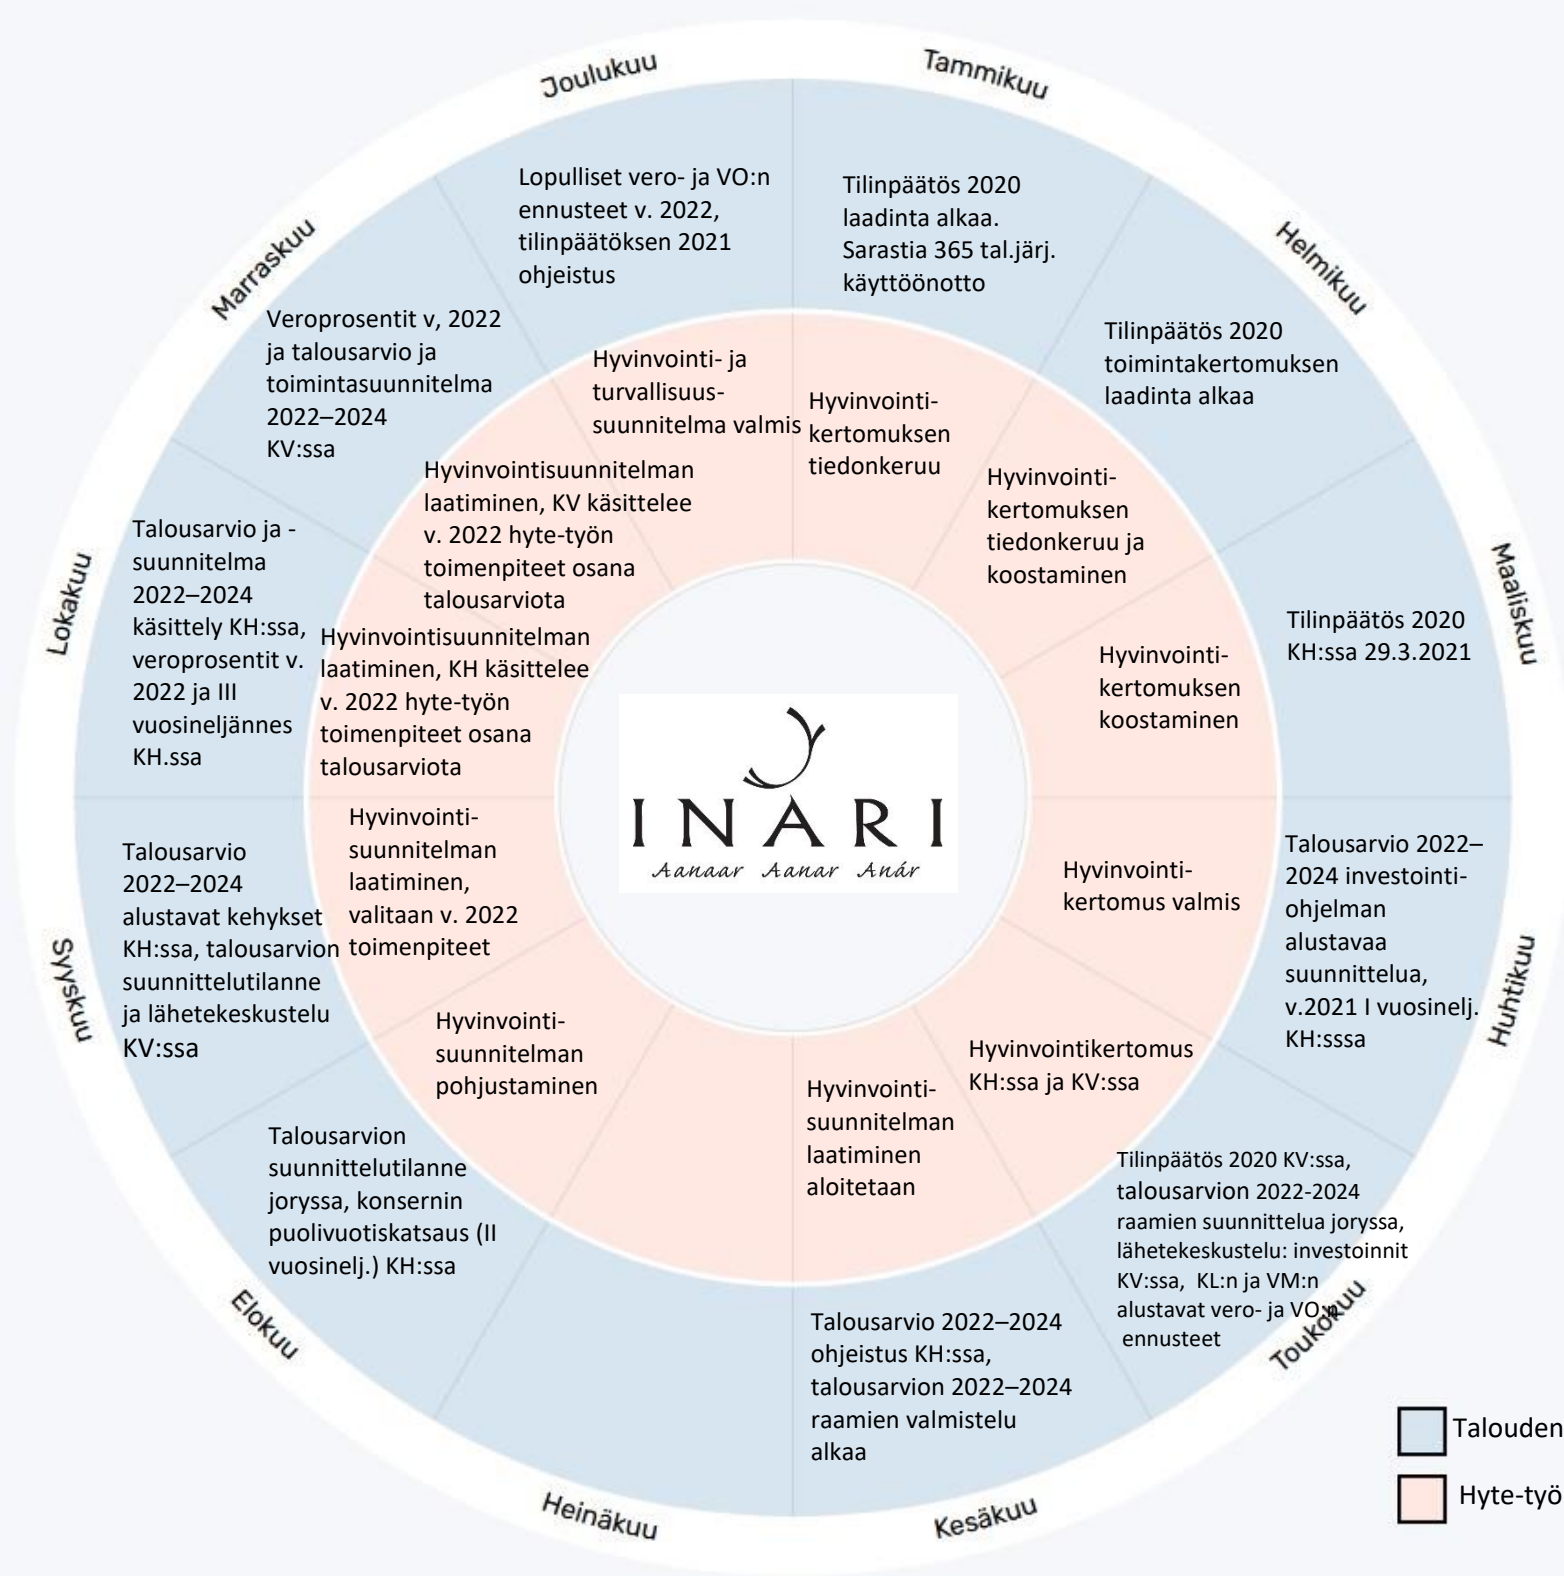 Tammikuu
Tilinpäätös 2020
laadinta alkaa.
Sarastia 365 tal.järj.
käyttöönotto
Hyvinvointi-
kertomuksen
tiedonkeruu
Helmikuu
Tilinpäätös 2020
toimintakertomuksen
laadinta alkaa
Hyvinvointi-
kertomuksen
tiedonkeruu ja
koostaminen
Maaliskuu
Tilinpäätös 2020
KH:ssa 29.3.2021
Hyvinvointi-
kertomuksen
koostaminen
Huhtikuu
Talousarvio 2022–
2024 investointi-
ohjelman
alustavaa
suunnittelua,
v.2021 I vuosinelj.
KH:sssa
Hyvinvointi-
kertomus valmis
Toukokuu
Tilinpäätös 2020 KV:ssa,
talousarvion 2022-2024
raamien suunnittelua joryssa,
lähetekeskustelu: investoinnit
KV:ssa, KL:n ja VM:n
alustavat vero- ja VO:n
ennusteet
Hyvinvointikertomus
KH:ssa ja KV:ssa
Kesäkuu
Talousarvio 2022–2024
ohjeistus KH:ssa,
talousarvion 2022–2024
raamien valmistelu
alkaa
Hyvinvointi-
suunnitelman
laatiminen
aloitetaan
Heinäkuu
Elokuu
Talousarvion
suunnittelutilanne
joryssa, konsernin
puolivuotiskatsaus (II
vuosinelj.) KH:ssa
Hyvinvointi-
suunnitelman
pohjustaminen
Syyskuu
Talousarvio
2022–2024
alustavat kehykset
KH:ssa, talousarvion
suunnittelutilanne
ja lähetekeskustelu
KV:ssa
Hyvinvointi-
suunnitelman
laatiminen,
valitaan v. 2022
toimenpiteet
Lokakuu
Talousarvio ja -
suunnitelma
2022–2024
käsittely KH:ssa,
veroprosentit v.
2022 ja III
vuosineljännes
KH.ssa
Hyvinvointisuunnitelman
laatiminen, KH käsittelee
v. 2022 hyte-työn
toimenpiteet osana
talousarviota
Marraskuu
Veroprosentit v, 2022
ja talousarvio ja
toimintasuunnitelma
2022–2024
KV:ssa
Hyvinvointisuunnitelman
laatiminen, KV käsittelee
v. 2022 hyte-työn
toimenpiteet osana
talousarviota
Joulukuu
Lopulliset vero- ja VO:n
ennusteet v. 2022,
tilinpäätöksen 2021
ohjeistus
Hyvinvointi- ja
turvallisuus-
suunnitelma valmis
INARI
Aanaar Aanar Anár
Talouden
Hyte-työ